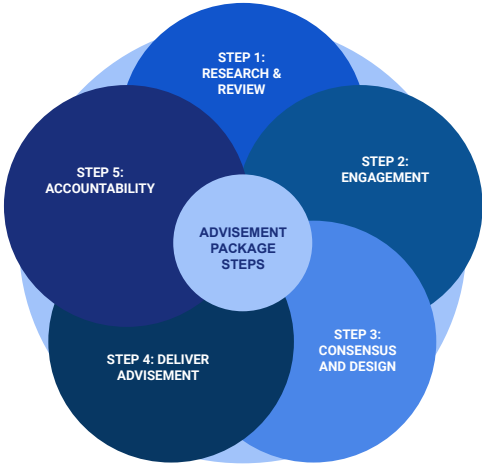 STEP 1:
RESEARCH &
REVIEW
STEP 2:
ENGAGEMENT
STEP 3:
CONSENSUS
AND DESIGN
STEP 4: DELIVER
ADVISEMENT
STEP 5:
ACCOUNTABILITY
ADVISEMENT
PACKAGE
STEPS